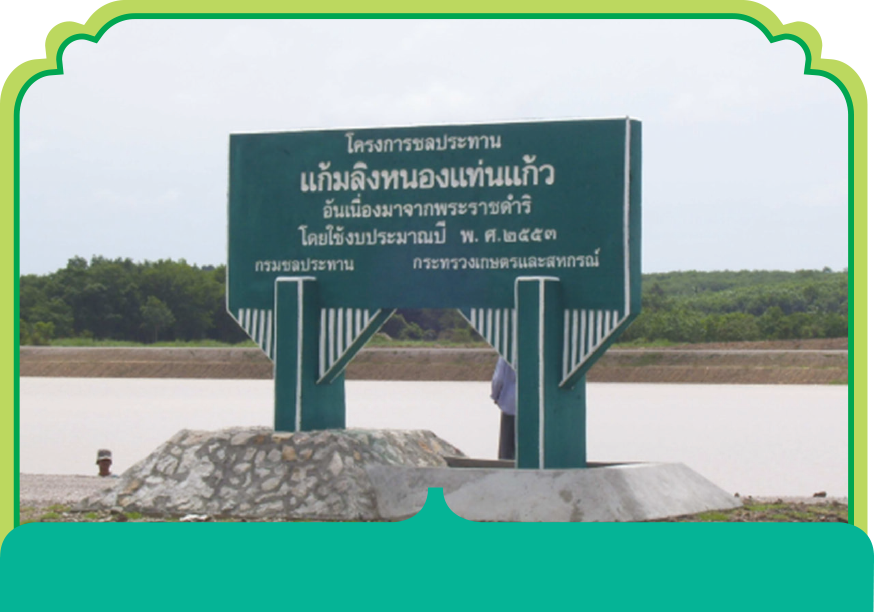 โครงการชลประทาน
แก้มลิงหนองแท่นแก้ว
อันเนื่องมาจากพระราชดำริ
โดยใช้งบประมาณปี พ.ศ.๒๕๕๓
กรมชลประทาน กระทรวงเกษตรและสหกรณ์